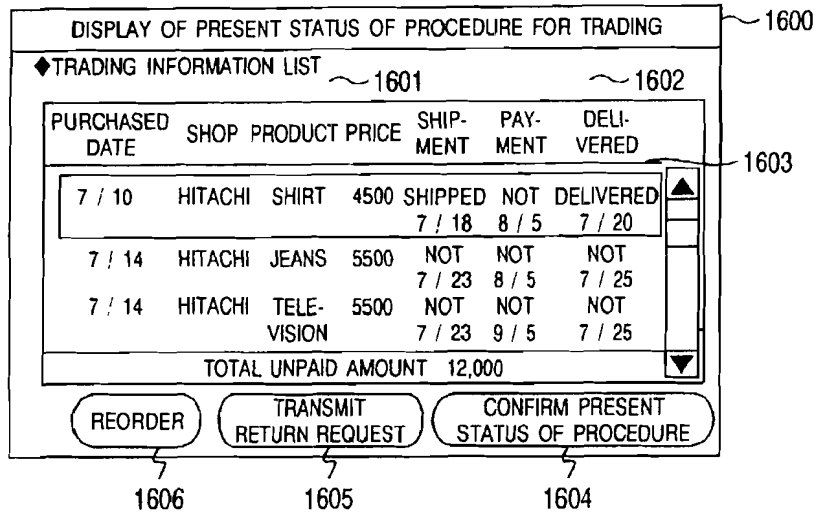 DISPLAY OF PRESENT STATUS OF PROCEDURE FOR TRADING
1600
◆TRADING INFORMATION LIST
1601
1602
PURCHASED DATE SHOP PRODUCT PRICE SHIP-MENT PAY-MENT DELI-VERED
1603
7 / 10 HITACHI SHIRT 4500 SHIPPED NOT DELIVERED
7 / 18 8 / 5 7 / 20
7 / 14 HITACHI JEANS 5500 NOT NOT NOT
7 / 23 8 / 5 7 / 25
7 / 14 HITACHI TELE- 5500 NOT NOT NOT
VISION 7 / 23 9 / 5 7 / 25
TOTAL UNPAID AMOUNT 12,000
REORDER
TRANSMIT
RETURN REQUEST
CONFIRM PRESENT
STATUS OF PROCEDURE
1606
1605
1604